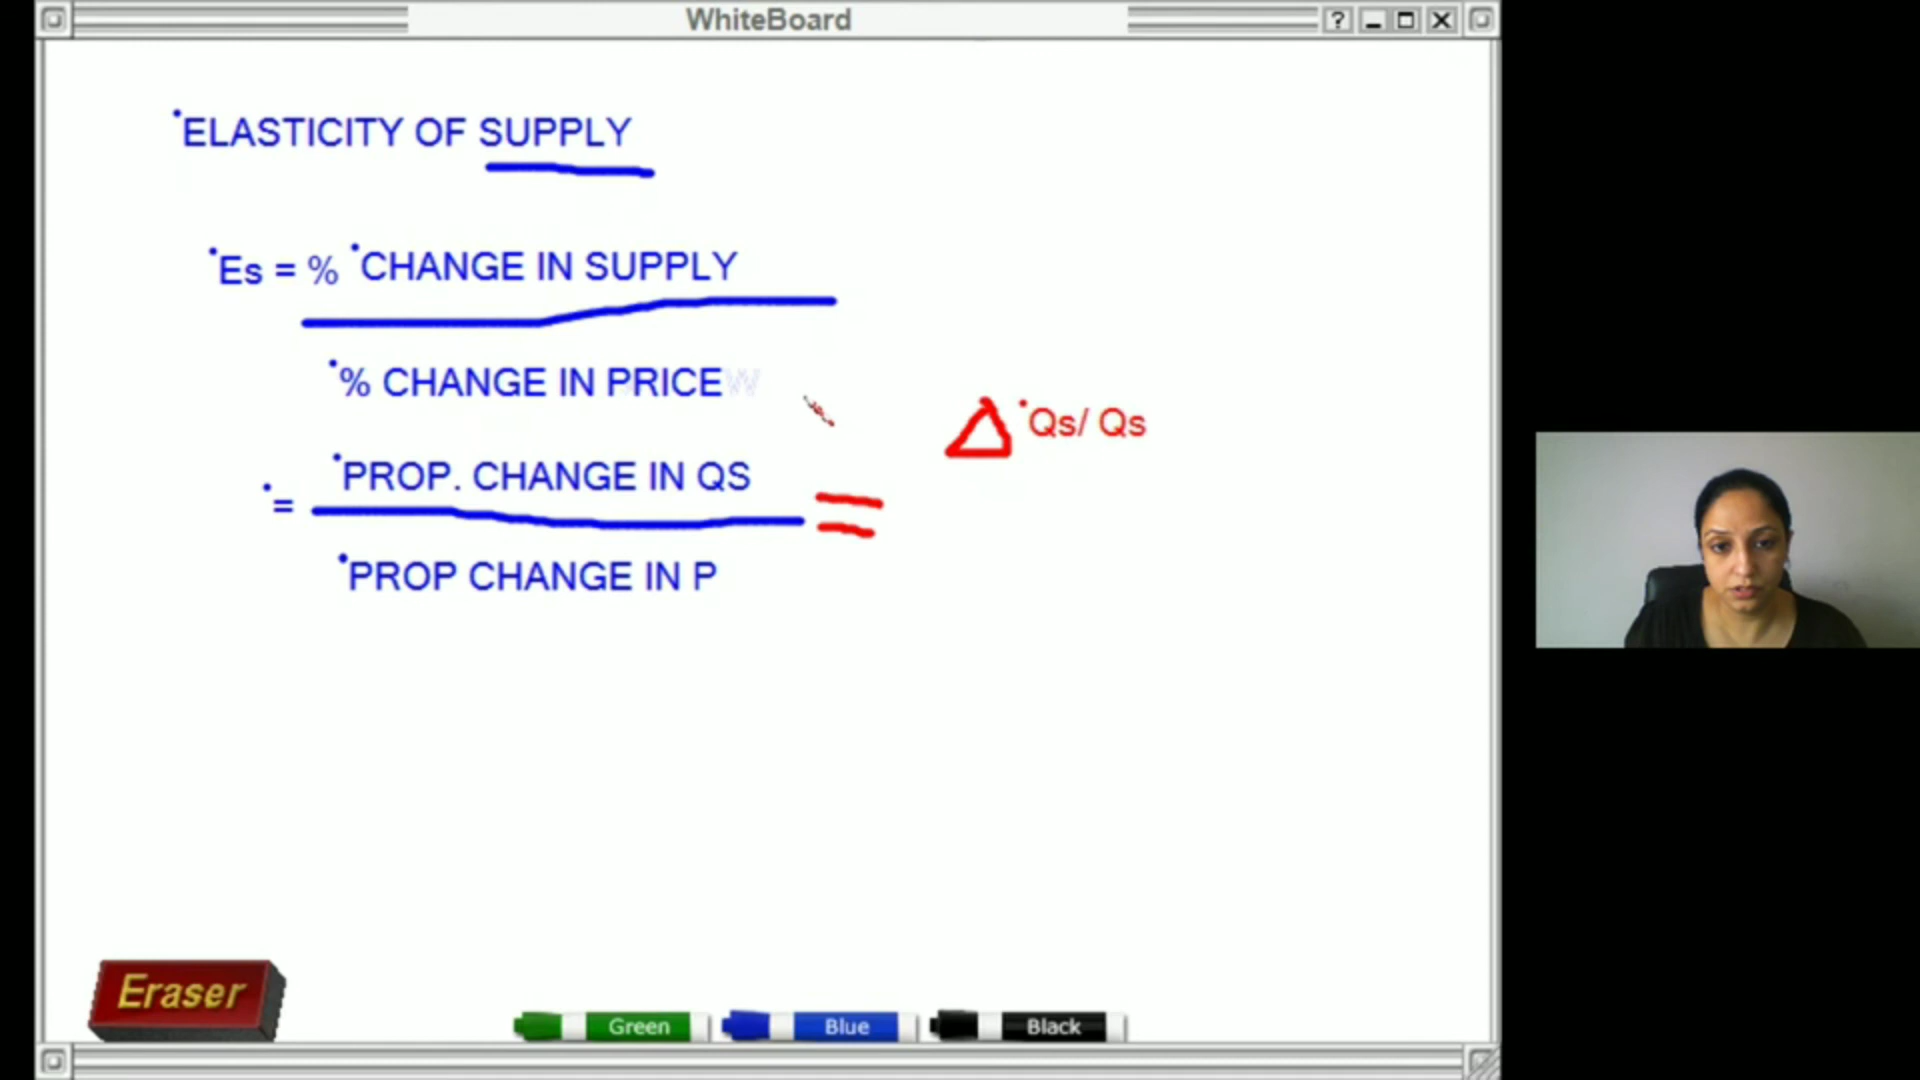 WhiteBoard
ELASTICITY OF SUPPLY
Es = % CHANGE IN SUPPLY
% CHANGE IN PRICE
Δ Qs/ Qs
PROP. CHANGE IN QS
= =
PROP CHANGE IN P
Eraser
Green
Blue
Black